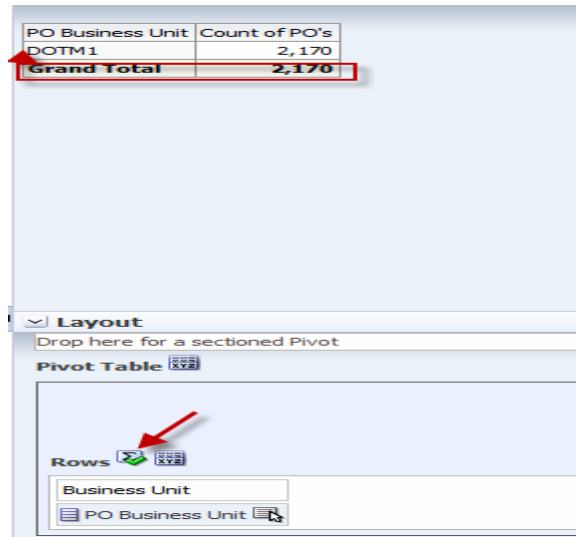 PO Business Unit Count of PO's
DOTM1 2,170
Grand Total 2,170
Layout
Drop here for a sectioned Pivot
Pivot Table
Rows
Business Unit
PO Business Unit